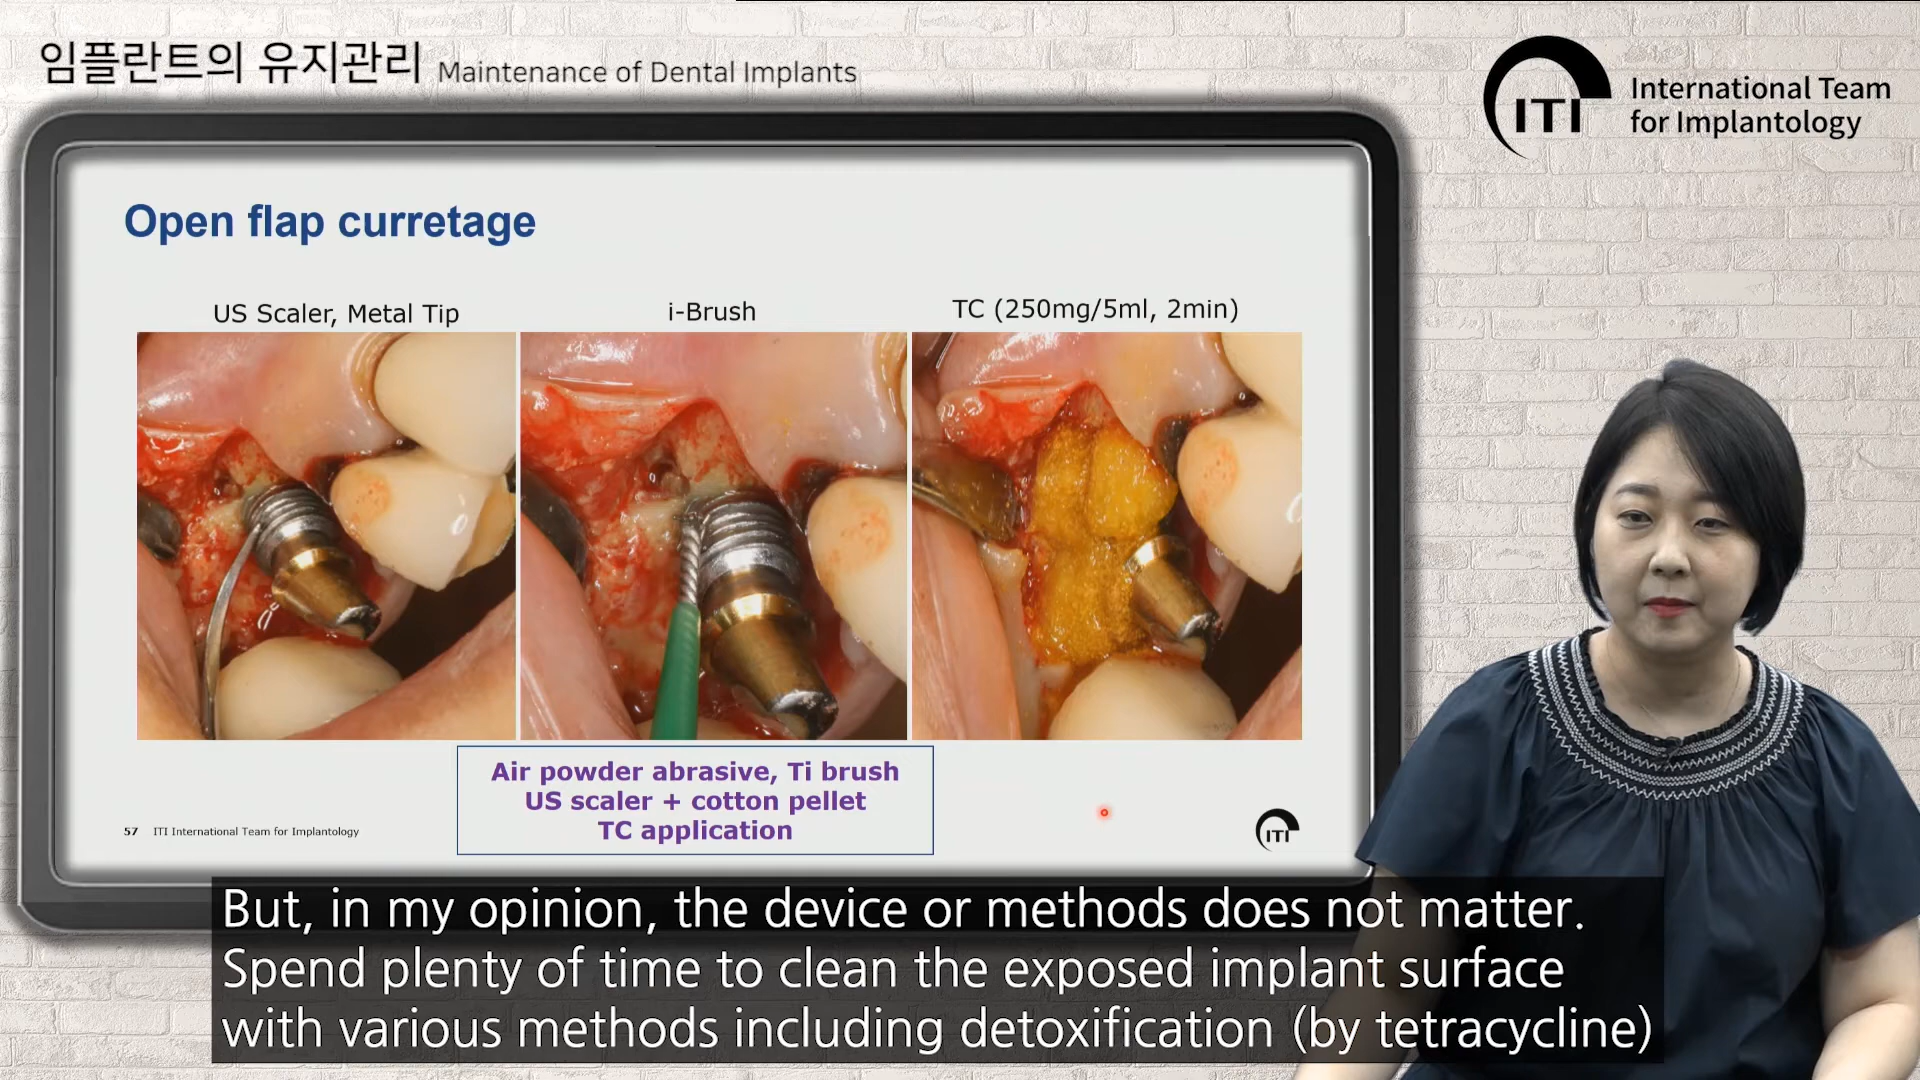 임플란트의 유지관리 Maintenance of Dental Implants
ITI
International Team
for Implantology
Open flap curretage
US Scaler, Metal Tip
i-Brush
TC (250mg/5ml, 2min)
Air powder abrasive, Ti brush
US scaler + cotton pellet
TC application
57 ITI International Team for Implantology
ITI
But, in my opinion, the device or methods does not matter.
Spend plenty of time to clean the exposed implant surface
with various methods including detoxification (by tetracycline)